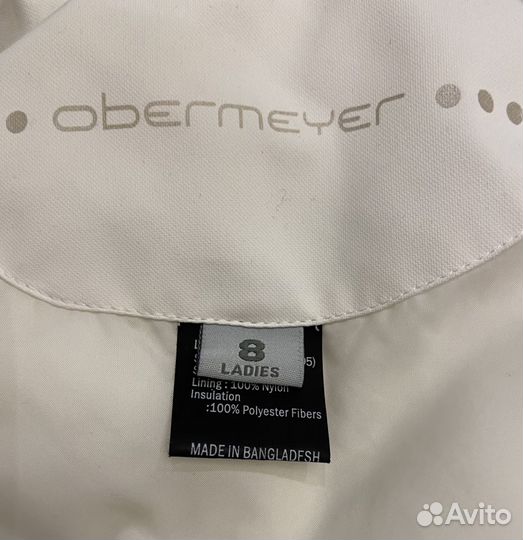 obermeyer
8
LADIES
Lining : 100% Nylon
Insulation
:100% Polyester Fibers
MADE IN BANGLADESH
Avito